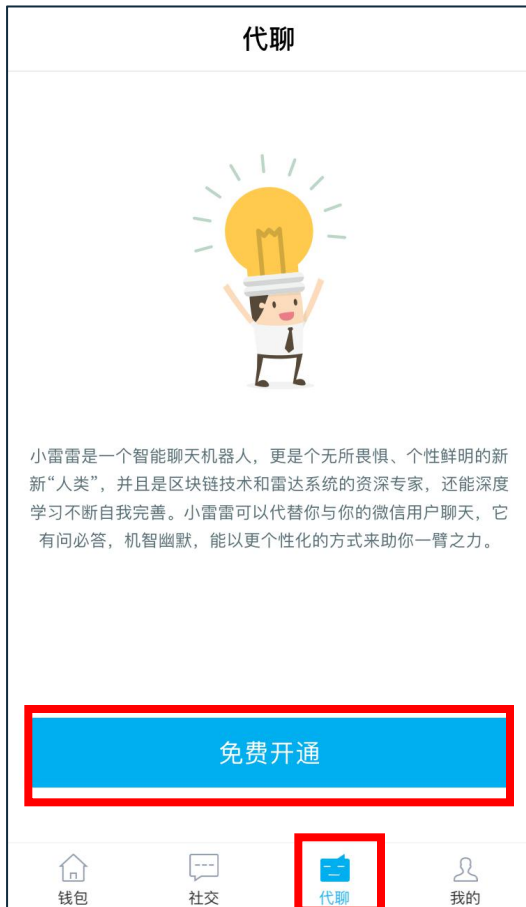 代聊
小雷雷是一个智能聊天机器人，更是个无所畏惧、个性鲜明的新
新“人类”，并且是区块链技术和雷达系统的资深专家，还能深度
学习不断自我完善。小雷雷可以代替你与你的微信用户聊天，它
有问必答，机智幽默，能以更个性化的方式来助你一臂之力。
免费开通
钱包 社交 代聊 我的